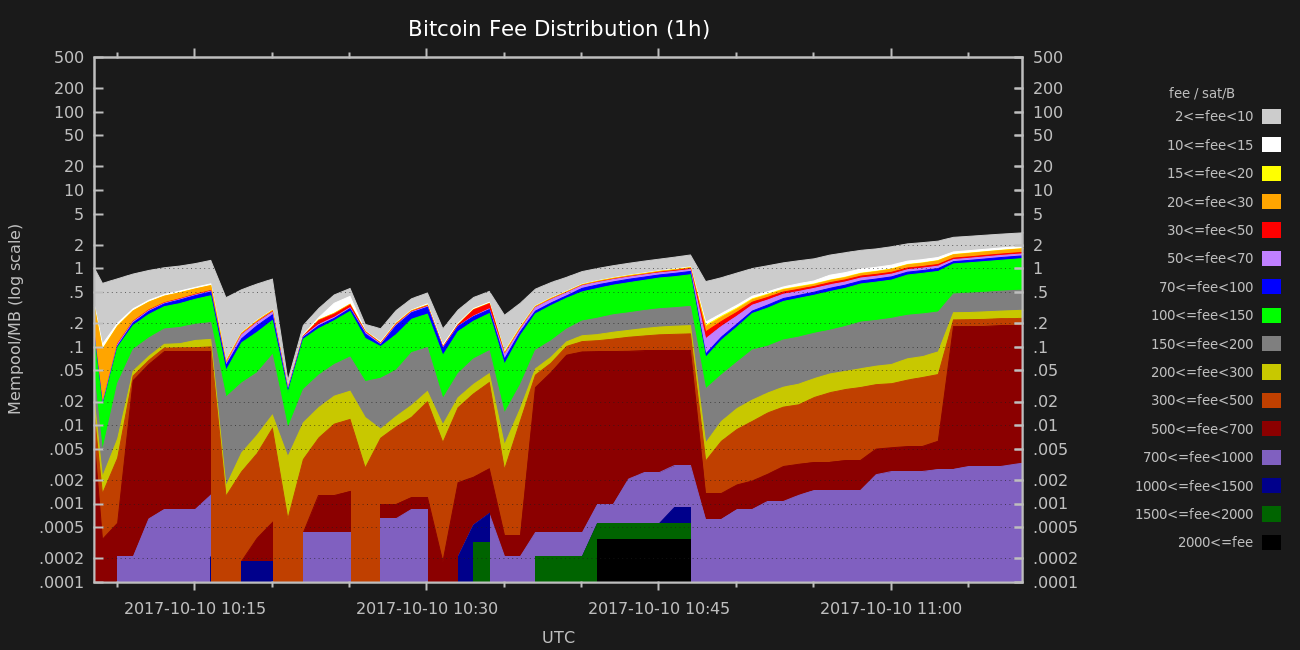 Bitcoin Fee Distribution (1h)
Mempool/MB (log scale)
500
200
100
50
20
10
5
2
1
.5
.2
.1
.05
.02
.01
.005
.002
.001
.0005
.0002
.0001
500
200
100
50
20
10
5
2
1
.5
.2
.1
.05
.02
.01
.005
.002
.001
.0005
.0002
.0001
2017-10-10 10:15
2017-10-10 10:30
2017-10-10 10:45
2017-10-10 11:00
UTC
fee / sat/B
2<=fee<10
10<=fee<15
15<=fee<20
20<=fee<30
30<=fee<50
50<=fee<70
70<=fee<100
100<=fee<150
150<=fee<200
200<=fee<300
300<=fee<500
500<=fee<700
700<=fee<1000
1000<=fee<1500
1500<=fee<2000
2000<=fee